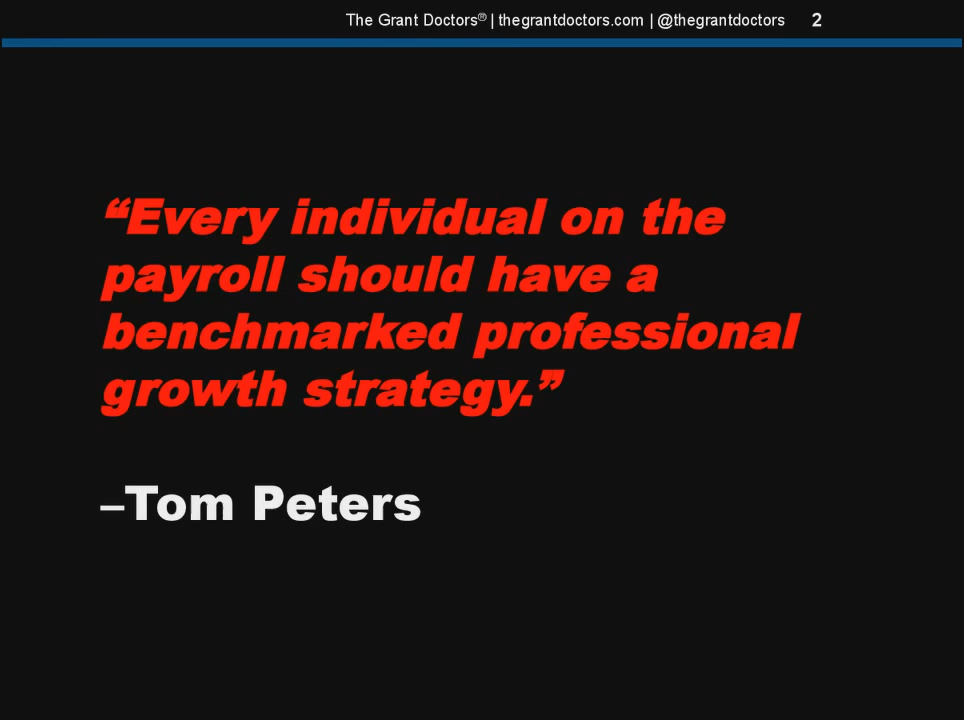 The Grant Doctors® | thegrantdoctors.com | @thegrantdoctors 2
“Every individual on the
payroll should have a
benchmarked professional
growth strategy.”
–Tom Peters